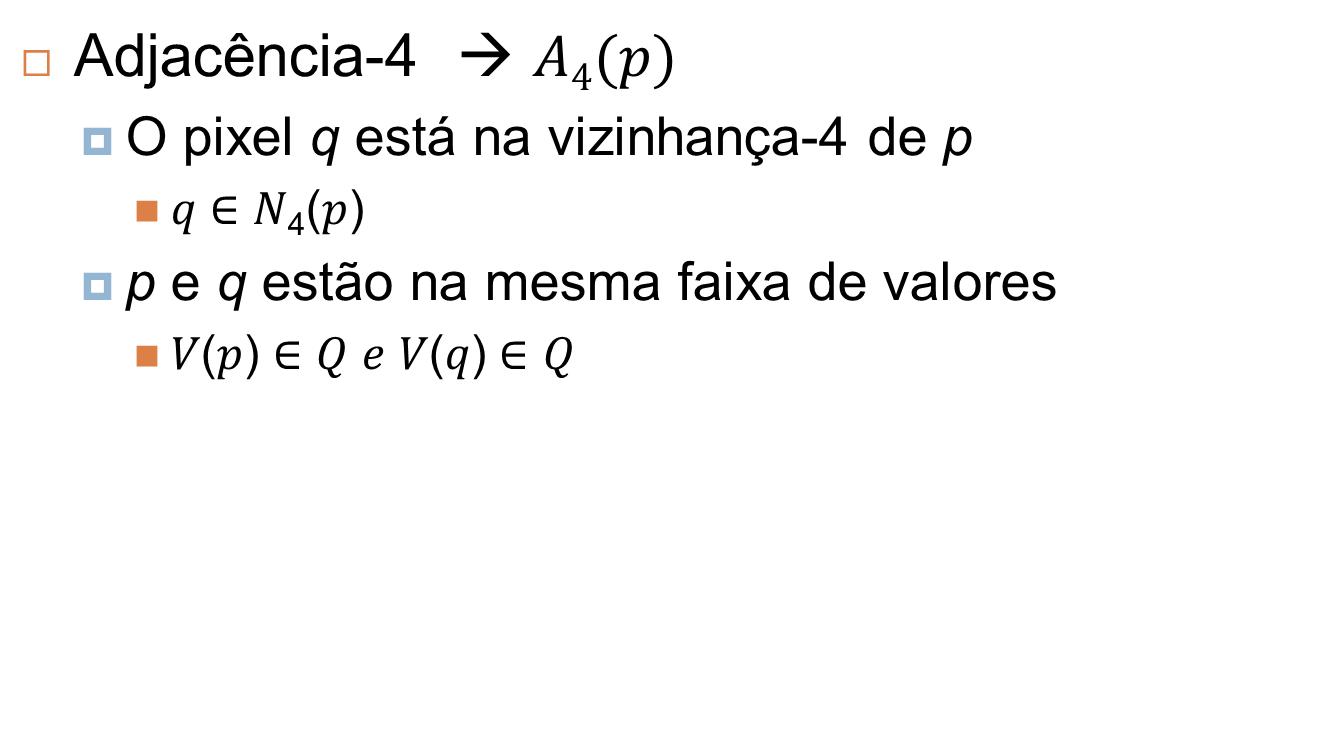 Adjacência-4 → A₄(p)
O pixel q está na vizinhança-4 de p
q ∈ N₄(p)
p e q estão na mesma faixa de valores
V(p) ∈ Q e V(q) ∈ Q